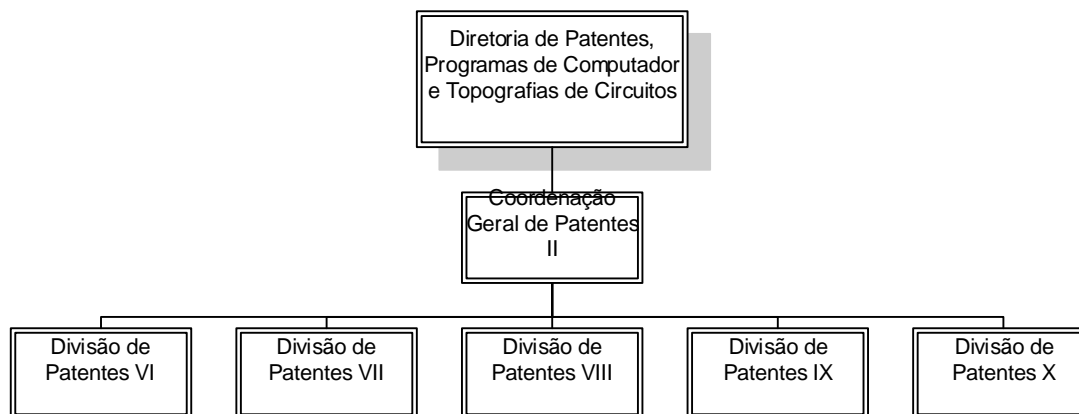 Diretoria de Patentes,
Programas de Computador
e Topografias de Circuitos
Coordenação
Geral de Patentes
II
Divisão de
Patentes VI
Divisão de
Patentes VII
Divisão de
Patentes VIII
Divisão de
Patentes IX
Divisão de
Patentes X